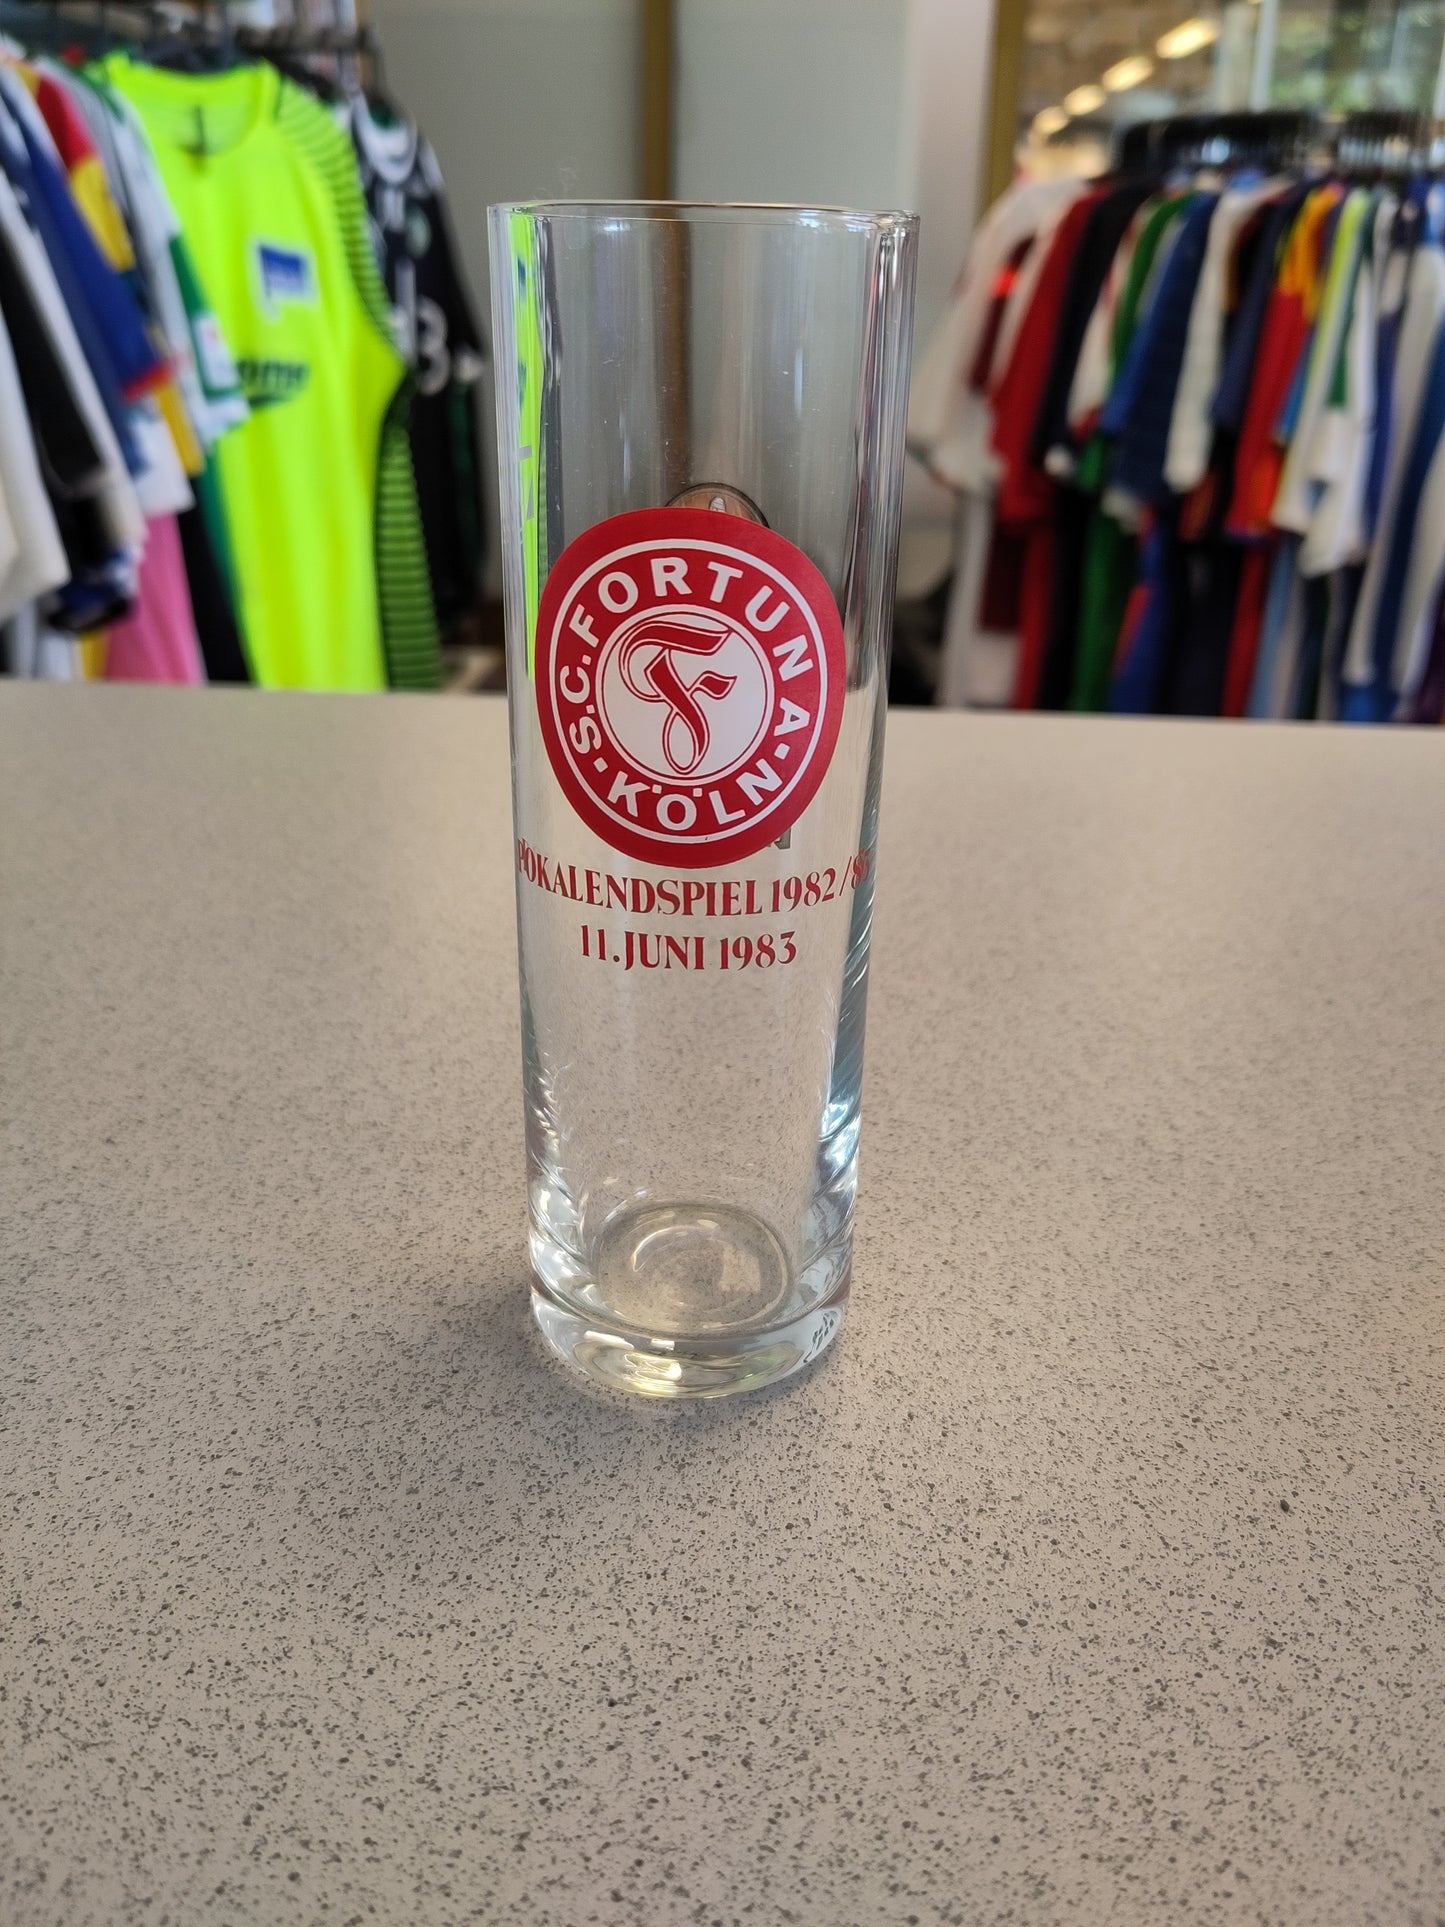 S.C. FORTUNA
· KÖLN ·
F
POKALENDSPIEL 1982/83
11. JUNI 1983